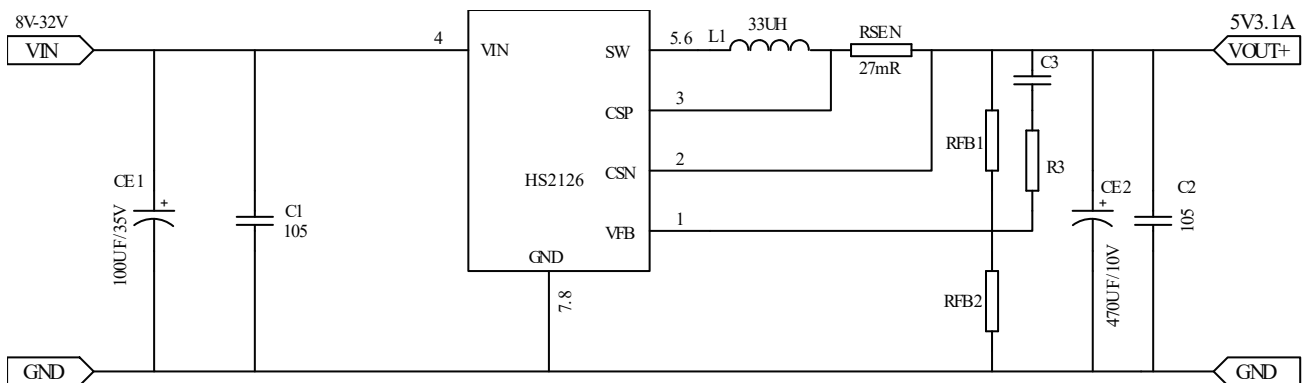 8V-32V
VIN
4
VIN
SW
5.6
L1
33UH
RSEN
27mR
5V3.1A
VOUT+
C3
CSP
3
RFB1
R3
CSN
2
HS2126
CE1
+
100UF/35V
C1
105
VFB
1
GND
7.8
CE2
+
470UF/10V
C2
105
RFB2
GND
GND